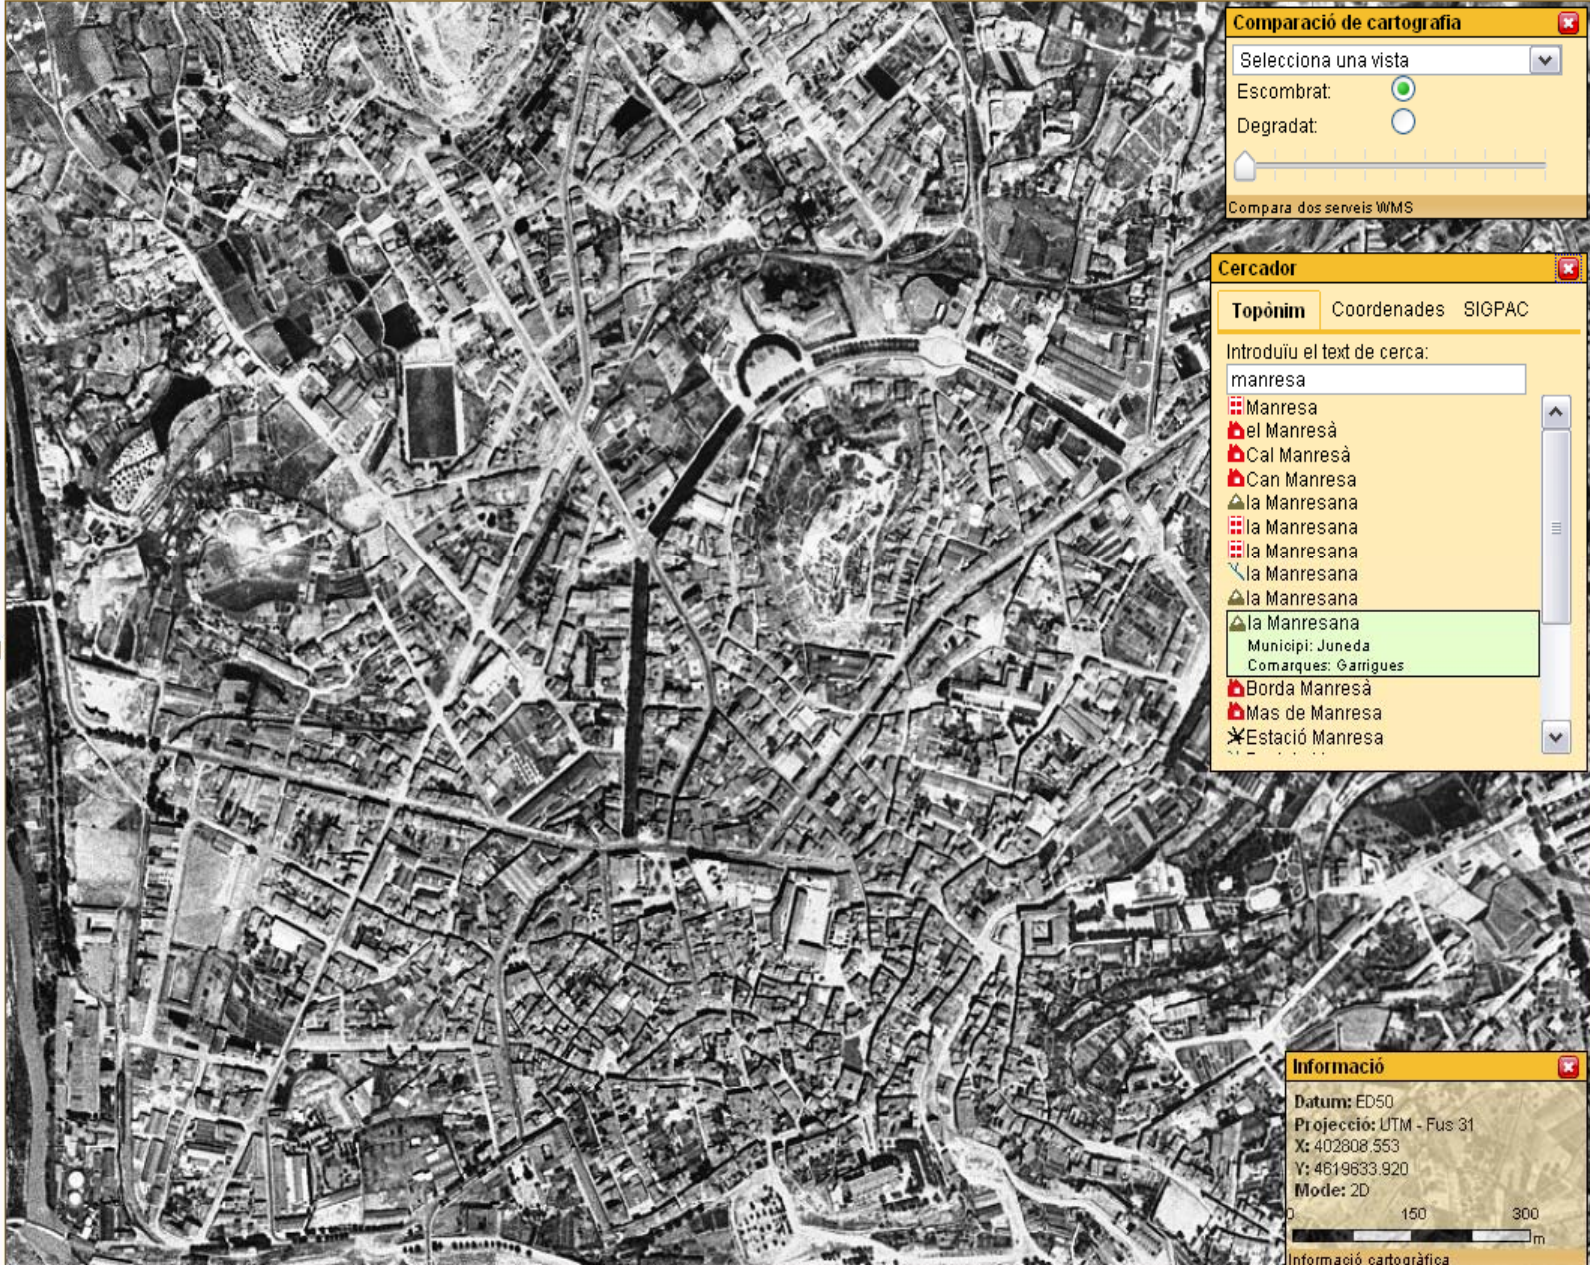 Comparació de cartografia
Selecciona una vista
Escombrat:
Degradat:
Compara dos serveis WMS
Cercador
Topònim Coordenades SIGPAC
Introduïu el text de cerca:
manresa
Manresa
el Manresà
Cal Manresà
Can Manresa
la Manresana
la Manresana
la Manresana
la Manresana
la Manresana
la Manresana
Municipi: Juneda
Comarques: Garrigues
Borda Manresà
Mas de Manresa
Estació Manresa
Informació
Datum: ED50
Projecció: UTM - Fus 31
X: 402808.553
Y: 4619633.920
Mode: 2D
0 150 300
m
Informació cartogràfica